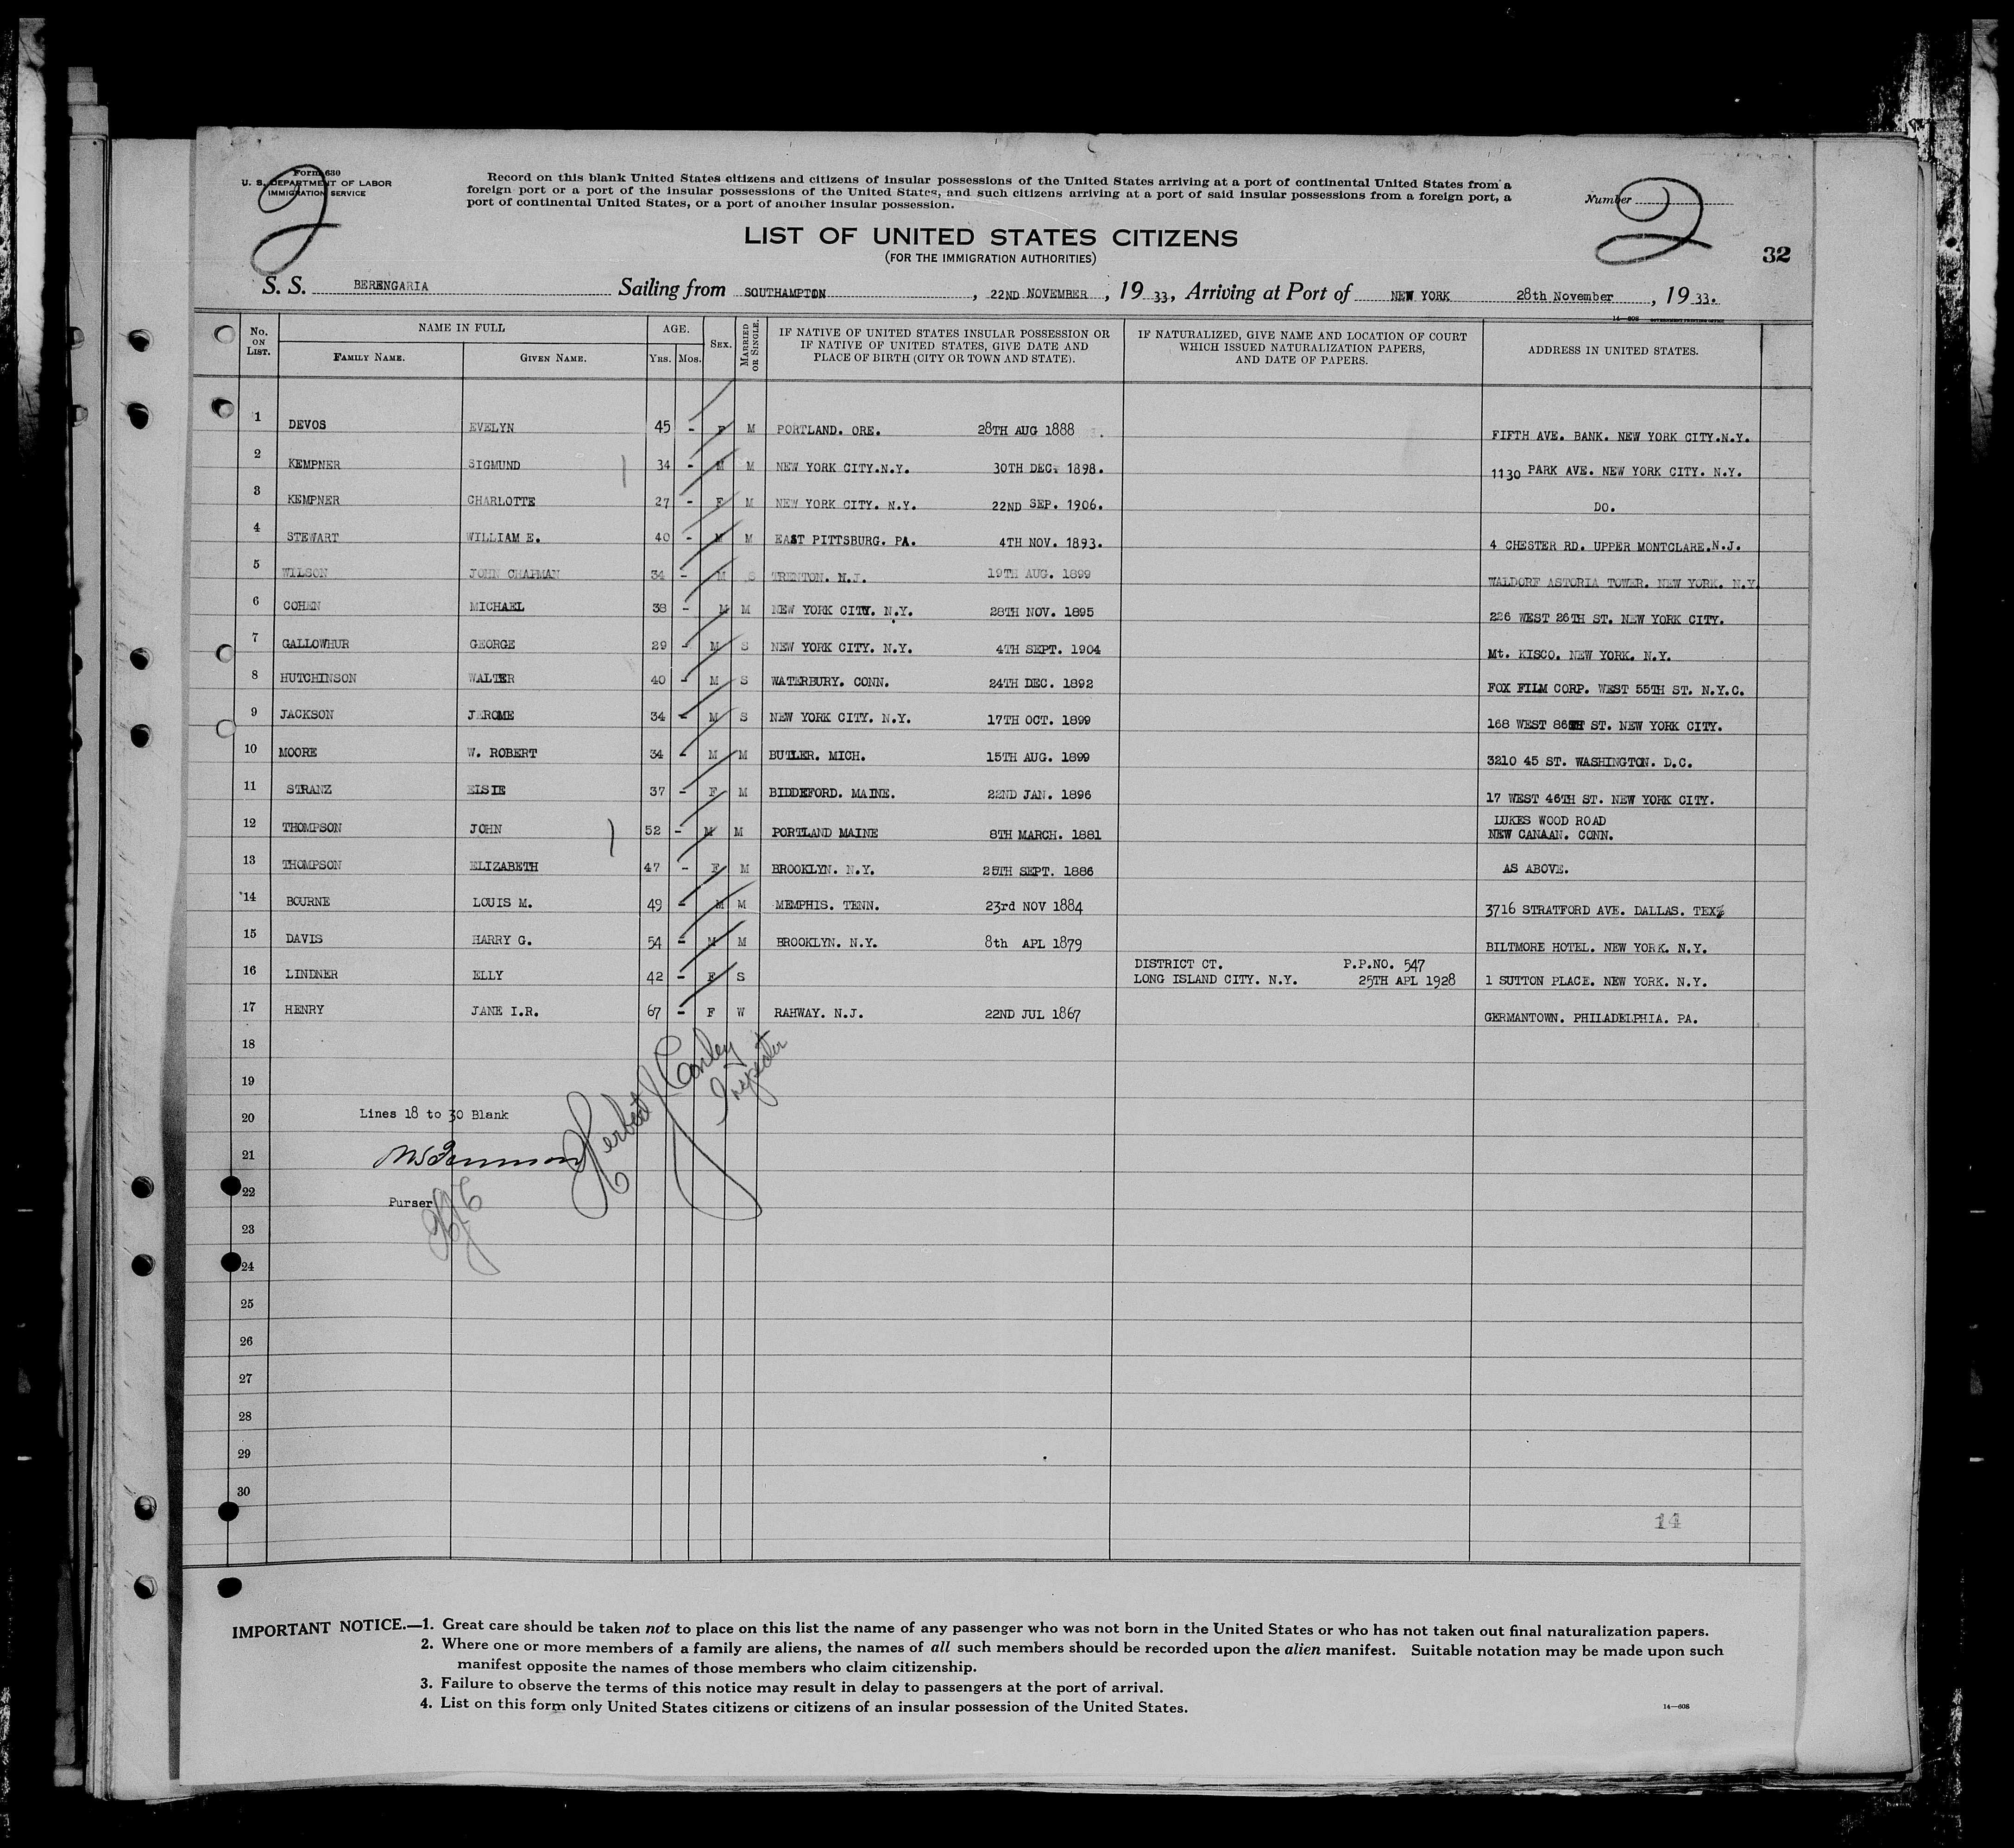 Form 630
U. S. DEPARTMENT OF LABOR
IMMIGRATION SERVICE
2
Record on this blank United States citizens and citizens of insular possessions of the United States arriving at a port of continental United States from a
foreign port or a port of the insular possessions of the United States, and such citizens arriving at a port of said insular possessions from a foreign port, a
port of continental United States, or a port of another insular possession.
Number 2
LIST OF UNITED STATES CITIZENS
(FOR THE IMMIGRATION AUTHORITIES)
32
S. S. BERENGARIA Sailing from SOUTHAMPTON, 22ND NOVEMBER, 19 33, Arriving at Port of NEW YORK 28th November, 19 33.
14—608 GOVERNMENT PRINTING OFFICE
No. ON LIST. NAME IN FULL FAMILY NAME. GIVEN NAME. AGE. Yrs. Mos. SEX. MARRIED OR SINGLE. IF NATIVE OF UNITED STATES INSULAR POSSESSION OR IF NATIVE OF UNITED STATES, GIVE DATE AND PLACE OF BIRTH (CITY OR TOWN AND STATE). IF NATURALIZED, GIVE NAME AND LOCATION OF COURT WHICH ISSUED NATURALIZATION PAPERS, AND DATE OF PAPERS. ADDRESS IN UNITED STATES.
1 DEVOS EVELYN 45 - F M PORTLAND. ORE. 28TH AUG 1888 FIFTH AVE. BANK. NEW YORK CITY.N.Y.
2 KEMPNER SIGMUND 34 - M M NEW YORK CITY.N.Y. 30TH DEC. 1898. 1130 PARK AVE. NEW YORK CITY. N.Y.
3 KEMPNER CHARLOTTE 27 - F M NEW YORK CITY. N.Y. 22ND SEP. 1906. DO.
4 STEWART WILLIAM E. 40 - M M EAST PITTSBURG. PA. 4TH NOV. 1893. 4 CHESTER RD. UPPER MONTCLARE.N.J.
5 WILSON JOHN CHAPMAN 34 - M S TRENTON. N.J. 19TH AUG. 1899 WALDORF ASTORIA TOWER. NEW YORK. N.Y.
6 COHEN MICHAEL 38 - M M NEW YORK CITY. N.Y. 28TH NOV. 1895 226 WEST 26TH ST. NEW YORK CITY.
7 GALLOWHUR GEORGE 29 - M S NEW YORK CITY. N.Y. 4TH SEPT. 1904 Mt. KISCO. NEW YORK. N.Y.
8 HUTCHINSON WALTER 40 - M S WATERBURY. CONN. 24TH DEC. 1892 FOX FILM CORP. WEST 55TH ST. N.Y.C.
9 JACKSON JEROME 34 - M S NEW YORK CITY. N.Y. 17TH OCT. 1899 168 WEST 86TH ST. NEW YORK CITY.
10 MOORE W. ROBERT 34 - M M BUTLER. MICH. 15TH AUG. 1899 3210 45 ST. WASHINGTON. D.C.
11 STRANZ ELSIE 37 - F M BIDDEFORD. MAINE. 22ND JAN. 1896 17 WEST 46TH ST. NEW YORK CITY.
12 THOMPSON JOHN 52 - M M PORTLAND MAINE 8TH MARCH. 1881 LUKES WOOD ROAD
NEW CANAAN. CONN.
13 THOMPSON ELIZABETH 47 - F M BROOKLYN. N.Y. 25TH SEPT. 1886 AS ABOVE.
14 BOURNE LOUIS M. 49 - M M MEMPHIS. TENN. 23rd NOV 1884 3716 STRATFORD AVE. DALLAS. TEX
15 DAVIS HARRY G. 54 - M M BROOKLYN. N.Y. 8th APL 1879 BILTMORE HOTEL. NEW YORK. N.Y.
DISTRICT CT. P.P.NO. 547
16 LINDNER ELLY 42 - F S LONG ISLAND CITY. N.Y. 25TH APL 1928 1 SUTTON PLACE. NEW YORK. N.Y.
17 HENRY JANE I.R. 67 - F W RAHWAY. N.J. 22ND JUL 1867 GERMANTOWN. PHILADELPHIA. PA.
18
19
20 Lines 18 to 30 Blank
Herbert J Conley
Inspector
21
22 Purser
HJC
23
24
25
26
27
28
29
30
14
IMPORTANT NOTICE.—1. Great care should be taken not to place on this list the name of any passenger who was not born in the United States or who has not taken out final naturalization papers.
2. Where one or more members of a family are aliens, the names of all such members should be recorded upon the alien manifest. Suitable notation may be made upon such
manifest opposite the names of those members who claim citizenship.
3. Failure to observe the terms of this notice may result in delay to passengers at the port of arrival.
4. List on this form only United States citizens or citizens of an insular possession of the United States.
14—608